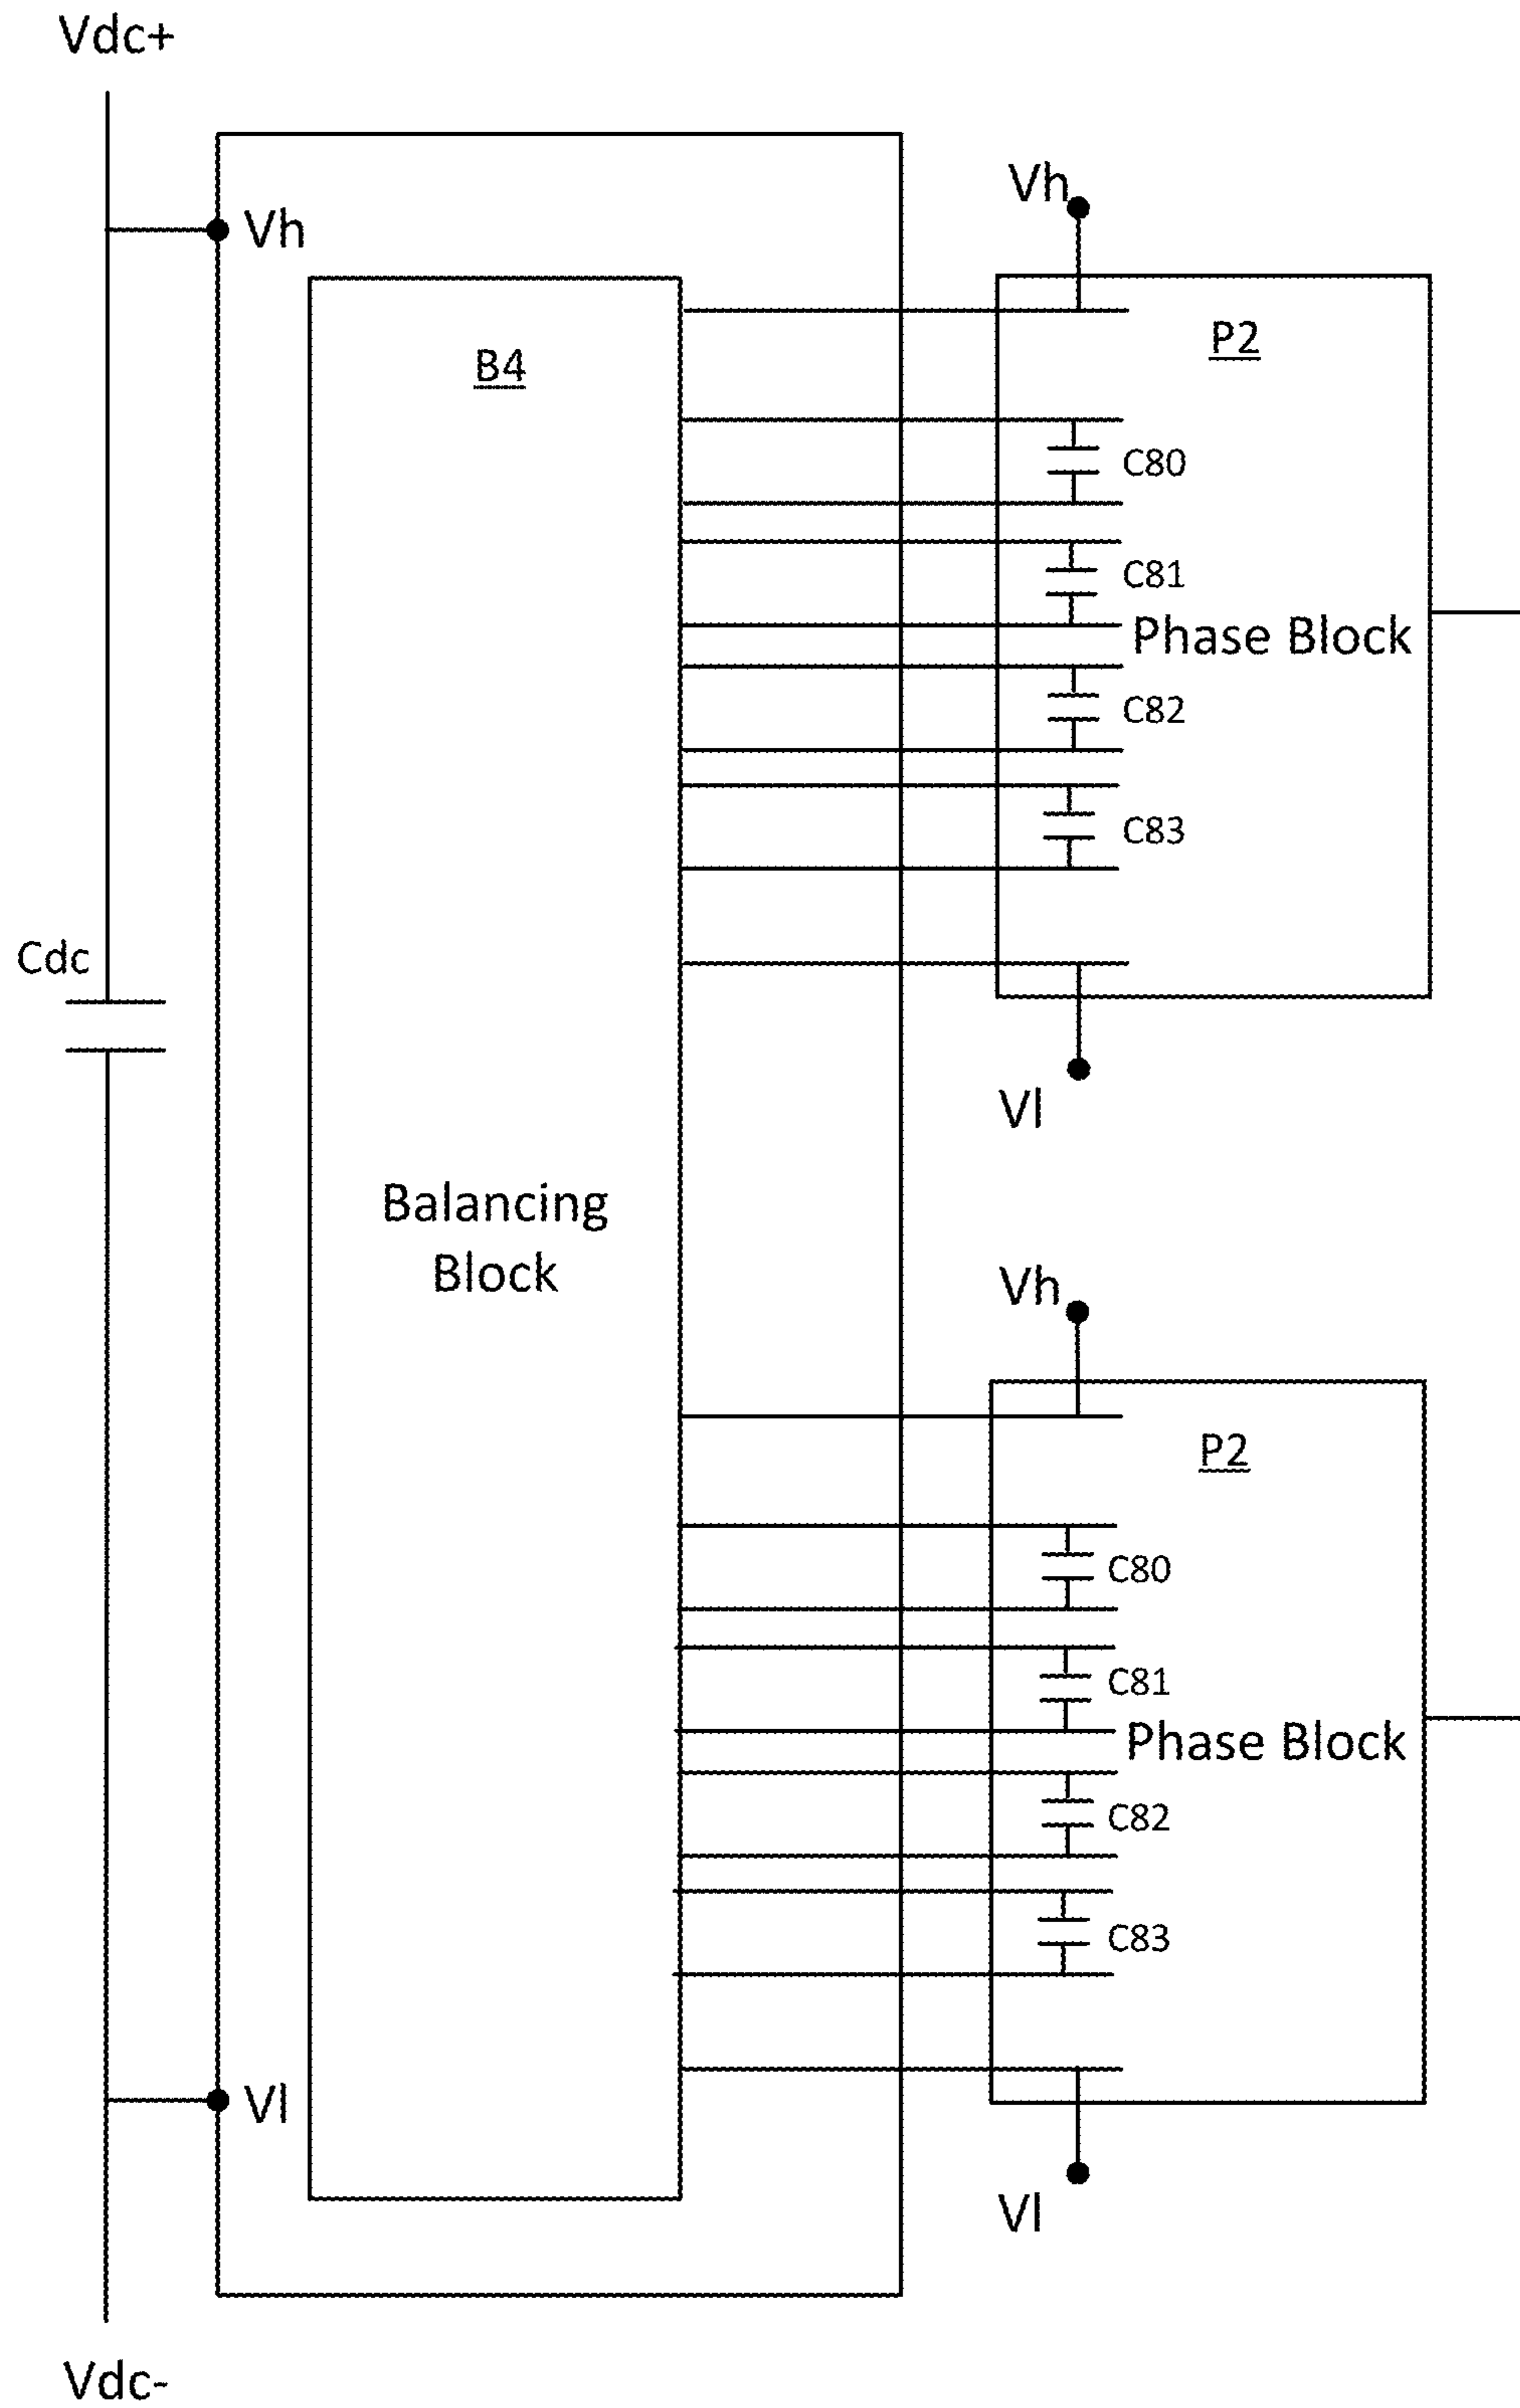 Vdc+
Vh
Vh
B4
P2
C80
C81
Phase Block
C82
C83
Cdc
Vl
Balancing
Block
Vh
P2
C80
C81
Phase Block
C82
C83
Vl
Vl
Vdc-